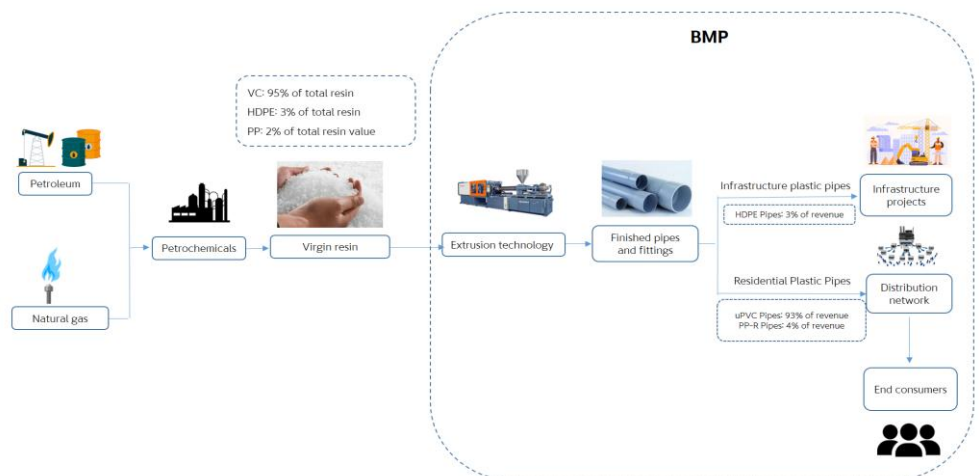 BMP
VC: 95% of total resin
HDPE: 3% of total resin
PP: 2% of total resin value
Petroleum
Natural gas
Petrochemicals
Virgin resin
Extrusion technology
Finished pipes
and fittings
Infrastructure plastic pipes
HDPE Pipes: 3% of revenue
Infrastructure
projects
Residential Plastic Pipes
uPVC Pipes: 93% of revenue
PP-R Pipes: 4% of revenue
Distribution
network
End consumers